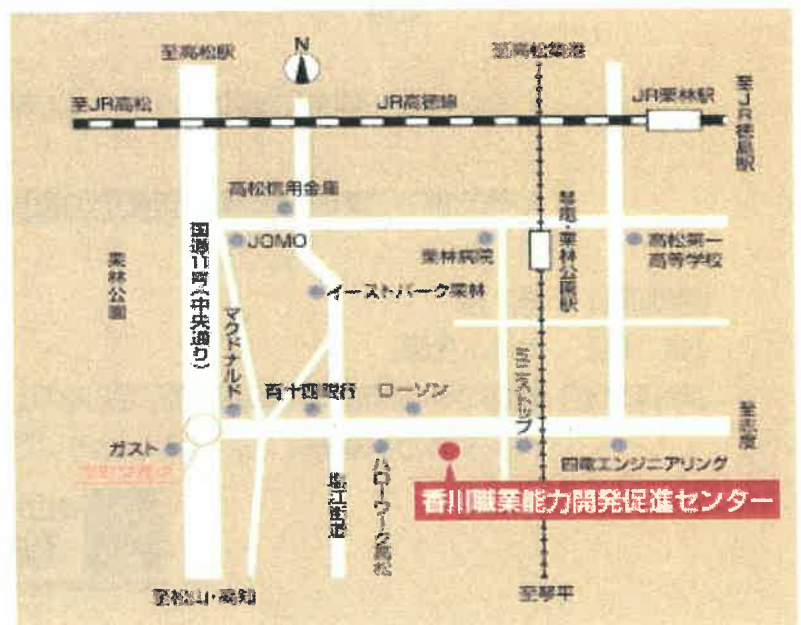 至高松駅
N
至高松築港
至JR高松
JR高徳線
JR栗林駅
至JR徳島駅
高松信用金庫
国道11号(中央通り)
JOMO
栗林病院
琴電・栗林公園駅
高松第一
高等学校
栗林公園
イーストパーク栗林
マクドナルド
百十四銀行
ローソン
ミニストップ
至志度
ガスト
四電エンジニアリング
塩江街道
ハローワーク高松
香川職業能力開発促進センター
至松山・高知
至琴平